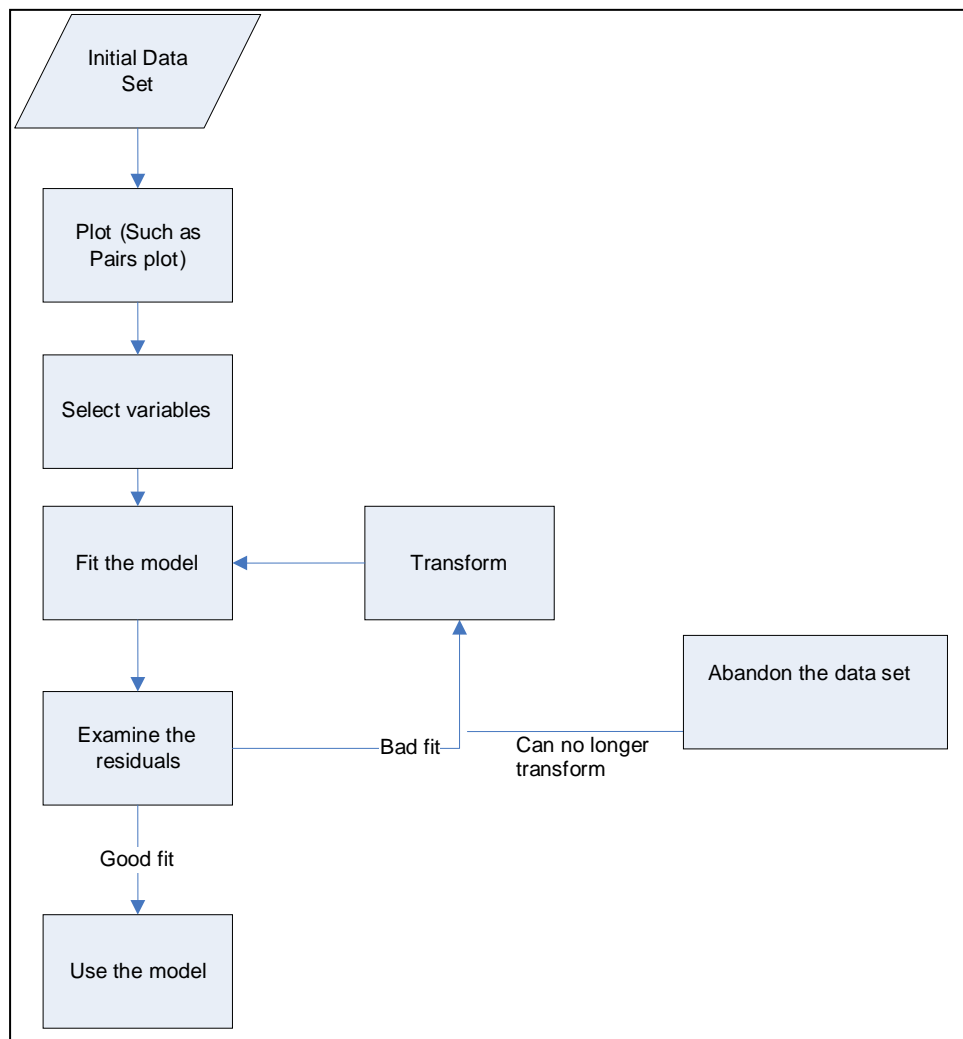 Initial Data
Set
Plot (Such as
Pairs plot)
Select variables
Fit the model
Transform
Abandon the data set
Examine the
residuals
Bad fit
Can no longer
transform
Good fit
Use the model